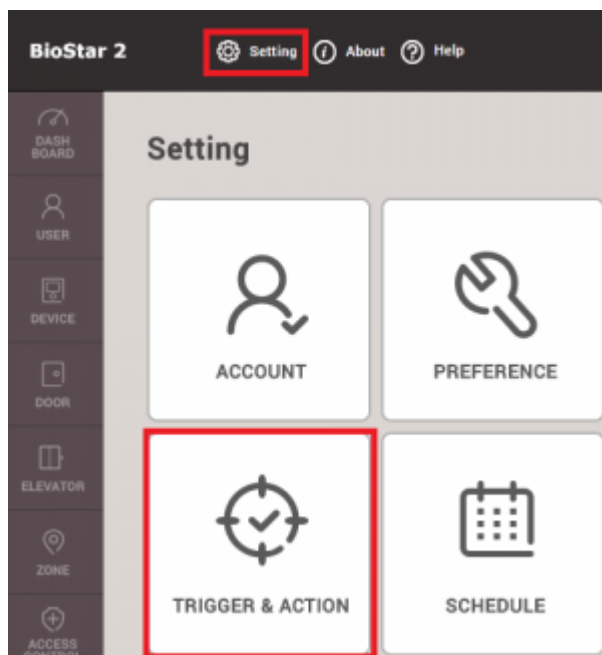 BioStar 2
Setting
About
Help
DASH
BOARD
USER
DEVICE
DOOR
ELEVATOR
ZONE
ACCESS
CONTROL
Setting
ACCOUNT
PREFERENCE
TRIGGER & ACTION
SCHEDULE